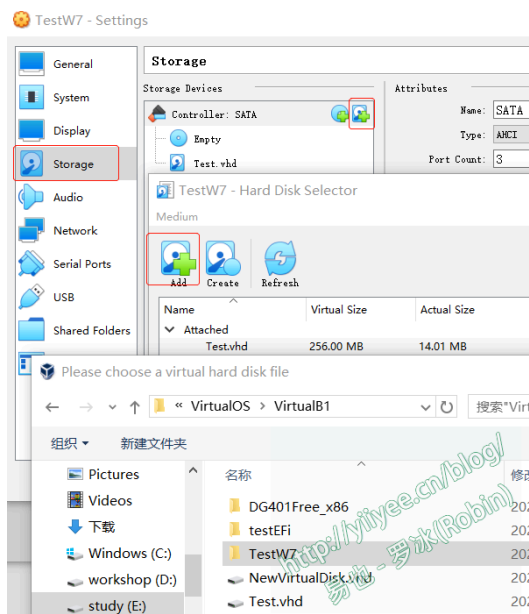 TestW7 - Settings
General
System
Display
Storage
Audio
Network
Serial Ports
USB
Shared Folders
Storage
Storage Devices
Controller: SATA
Empty
Test.vhd
Attributes
Name: SATA
Type: AHCI
Port Count: 3
TestW7 - Hard Disk Selector
Medium
Add Create Refresh
Name Virtual Size Actual Size
Attached
Test.vhd 256.00 MB 14.01 MB
Please choose a virtual hard disk file
« VirtualOS > VirtualB1
搜索"Virt
组织 新建文件夹
Pictures
Videos
下载
Windows (C:)
workshop (D:)
study (E:)
名称 修改
DG401Free_x86 202
testEFi 202
TestW7 202
NewVirtualDisk.vhd 202
Test.vhd 202
http://yiiyee.cn/blog/
易也 - 罗冰(Robin)